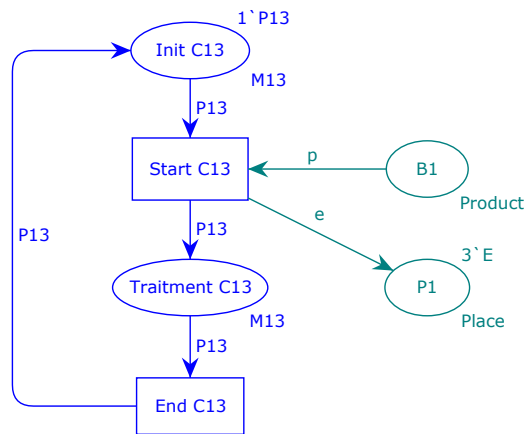 1`P13
Init C13
M13
P13
Start C13
p
B1
Product
e
P13
P13
3`E
P1
Place
Traitment C13
M13
P13
End C13